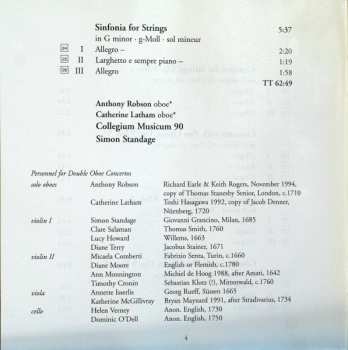 Sinfonia for Strings 5:37
in G minor · g-Moll · sol mineur
24 I Allegro – 2:20
25 II Larghetto e sempre piano – 1:19
26 III Allegro 1:58
TT 62:49
Anthony Robson oboe*
Catherine Latham oboe*
Collegium Musicum 90
Simon Standage
Personnel for Double Oboe Concertos
solo oboes Anthony Robson Richard Earle & Keith Rogers, November 1994,
copy of Thomas Stanesby Senior, London, c.1710
Catherine Latham Toshi Hasagawa 1992, copy of Jacob Denner,
Nürnberg, 1720
violin I Simon Standage Giovanni Grancino, Milan, 1685
Clare Salaman Thomas Smith, 1760
Lucy Howard Willems, 1663
Diane Terry Jacobus Stainer, 1671
violin II Micaela Comberti Fabrizio Senta, Turin, c.1660
Diane Moore English or Flemish, c.1780
Ann Monnington Michiel de Hoog 1988, after Amati, 1642
Timothy Cronin Sebastian Klotz (?), Mittenwald, c.1760
viola Annette Isserlis Georg Rueff, Süssen 1665
Katherine McGillivray Bryan Maynard 1991, after Stradivarius, 1734
cello Helen Verney Anon. English, 1730
Dominic O'Dell Anon. English, 1750
4